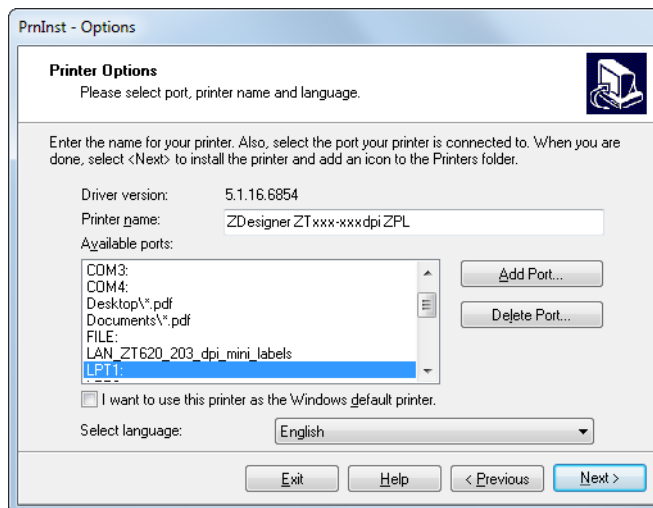 PrnInst - Options
Printer Options
Please select port, printer name and language.
Enter the name for your printer. Also, select the port your printer is connected to. When you are
done, select <Next> to install the printer and add an icon to the Printers folder.
Driver version: 5.1.16.6854
Printer name: ZDesigner ZTxxx-xxxdpi ZPL
Available ports:
COM3:
COM4:
Desktop\*.pdf
Documents\*.pdf
FILE:
LAN_ZT620_203_dpi_mini_labels
LPT1:
Add Port...
Delete Port...
I want to use this printer as the Windows default printer.
Select language: English
Exit Help < Previous Next >